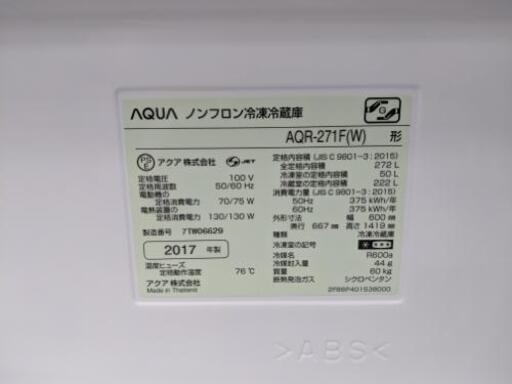 AQUA ノンフロン冷凍冷蔵庫
AQR-271F(W) 形
アクア 株式会社 JET
定格電圧 100 V
定格周波数 50/60 Hz
電動機の
定格消費電力 70/75 W
電熱装置の
定格消費電力 130/130 W
製造番号 7TW06629
2017 年製
温度ヒューズ
定格動作温度 76℃
アクア 株式会社
Made in Thailand
定格内容積 (JIS C 9801-3:2015)
全定格内容積 272 L
冷凍室の定格内容積 50 L
冷蔵室の定格内容積 222 L
消費電力量 (JIS C 9801-3:2015)
50Hz 375 kWh/年
60Hz 375 kWh/年
外形寸法 幅 600 mm
奥行 667 mm 高さ 1419 mm
種類 冷凍冷蔵庫
冷凍室の記号
冷媒名 R600a
冷媒封入量 44 g
質量 60 kg
断熱発泡ガス シクロペンタン
>ABS<